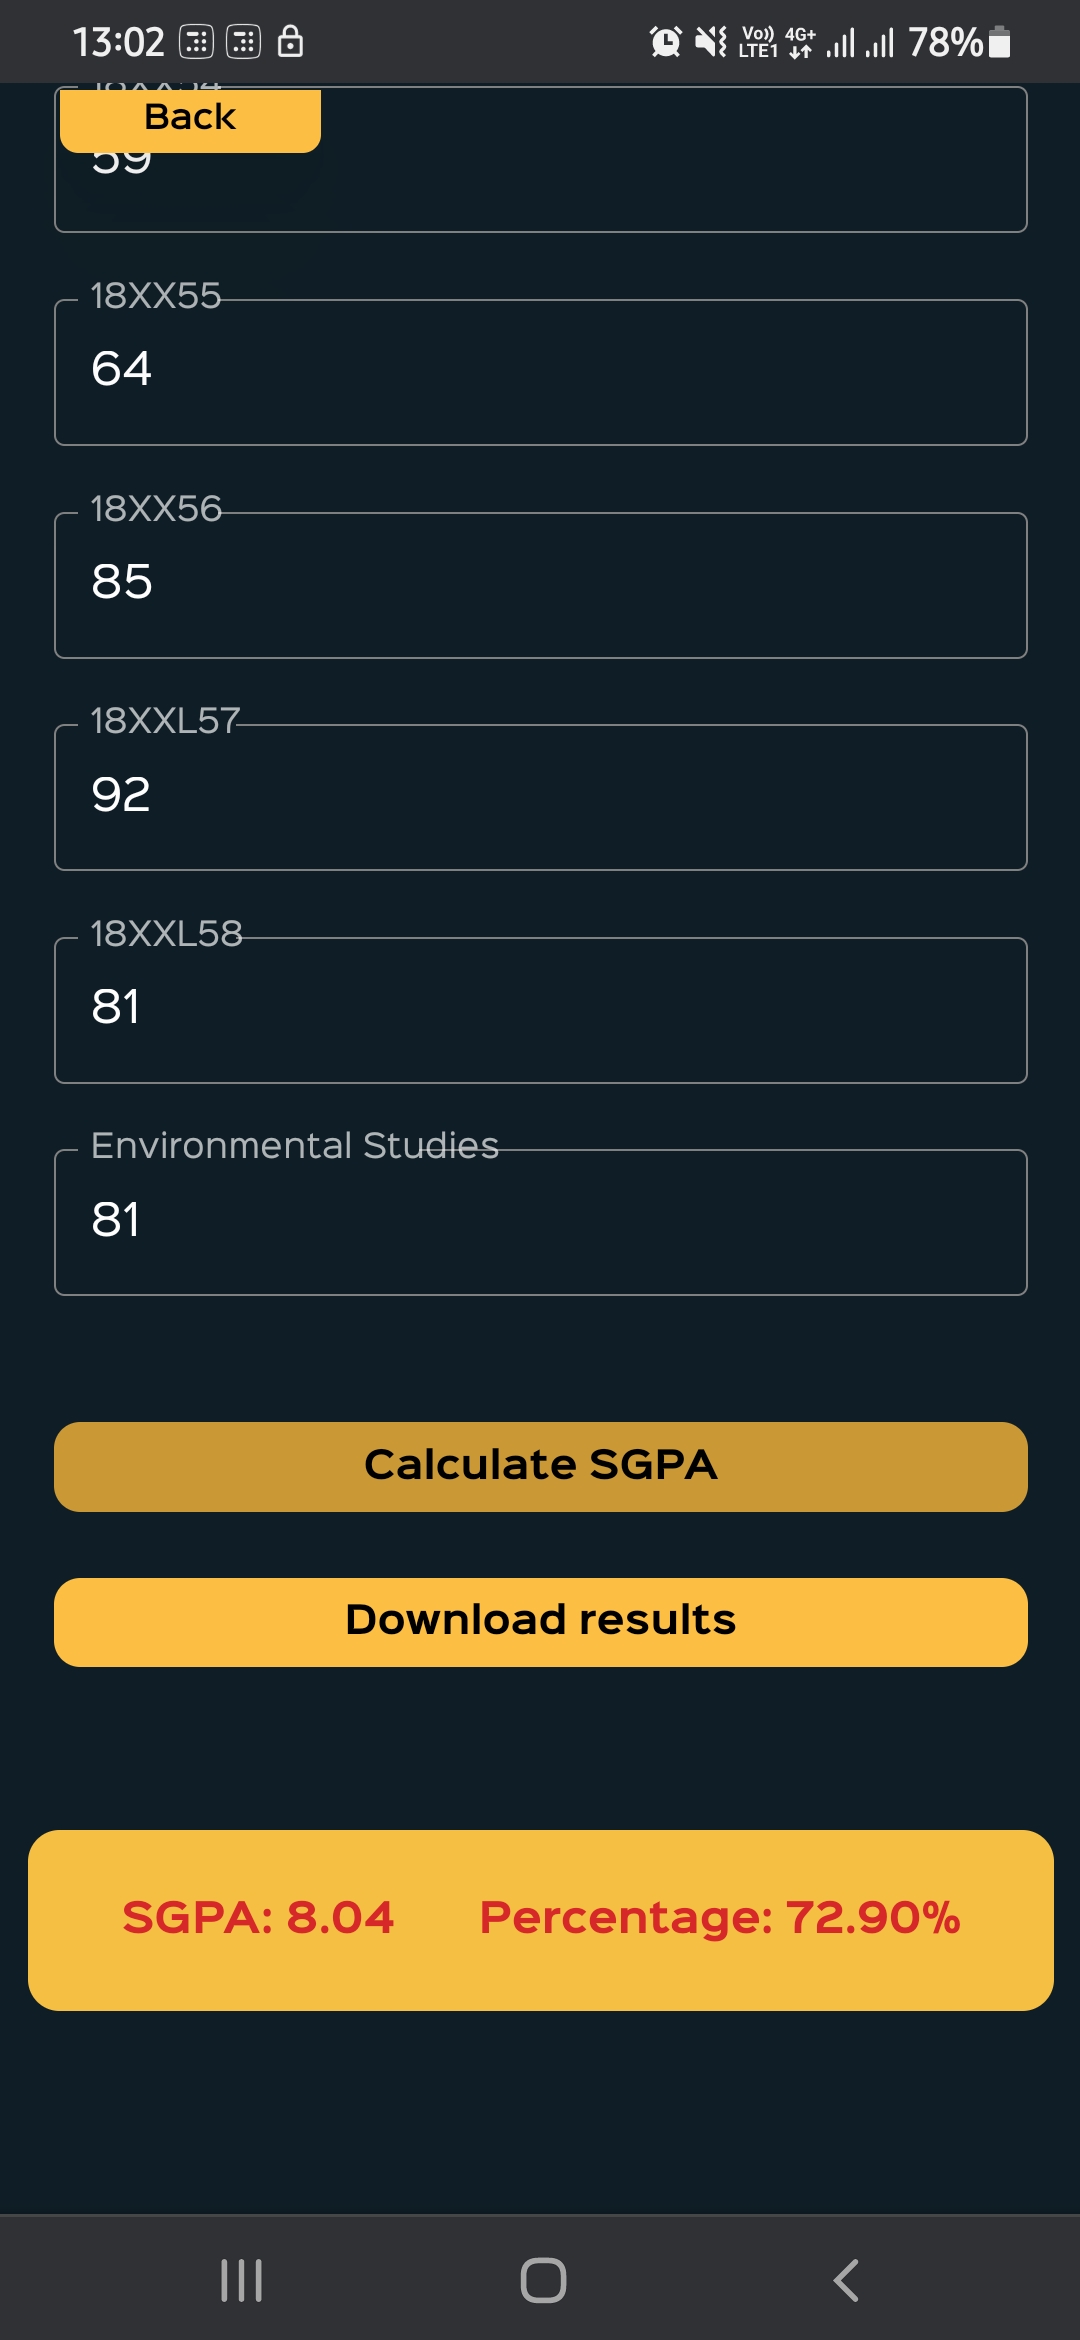 13:02 Vo)) LTE1 4G+ 78%
Back
59
18XX55
64
18XX56
85
18XXL57
92
18XXL58
81
Environmental Studies
81
Calculate SGPA
Download results
SGPA: 8.04 Percentage: 72.90%